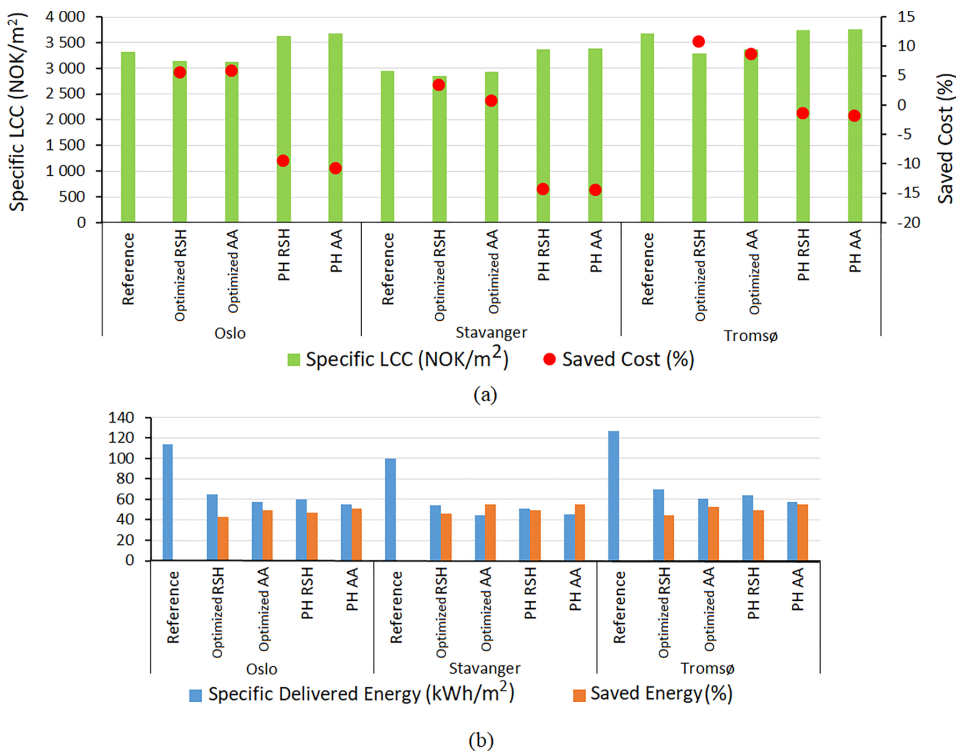 Specific LCC (NOK/m²)
4 000
3 500
3 000
2 500
2 000
1 500
1 000
500
0
15
10
5
0
-5
-10
-15
-20
Saved Cost (%)
Reference
Optimized RSH
Optimized AA
PH RSH
PH AA
Reference
Optimized RSH
Optimized AA
PH RSH
PH AA
Reference
Optimized RSH
Optimized AA
PH RSH
PH AA
Oslo
Stavanger
Tromsø
Specific LCC (NOK/m²)
Saved Cost (%)
(a)
140
120
100
80
60
40
20
0
Reference
Optimized RSH
Optimized AA
PH RSH
PH AA
Reference
Optimized RSH
Optimized AA
PH RSH
PH AA
Reference
Optimized RSH
Optimized AA
PH RSH
PH AA
Oslo
Stavanger
Tromsø
Specific Delivered Energy (kWh/m²)
Saved Energy (%)
(b)